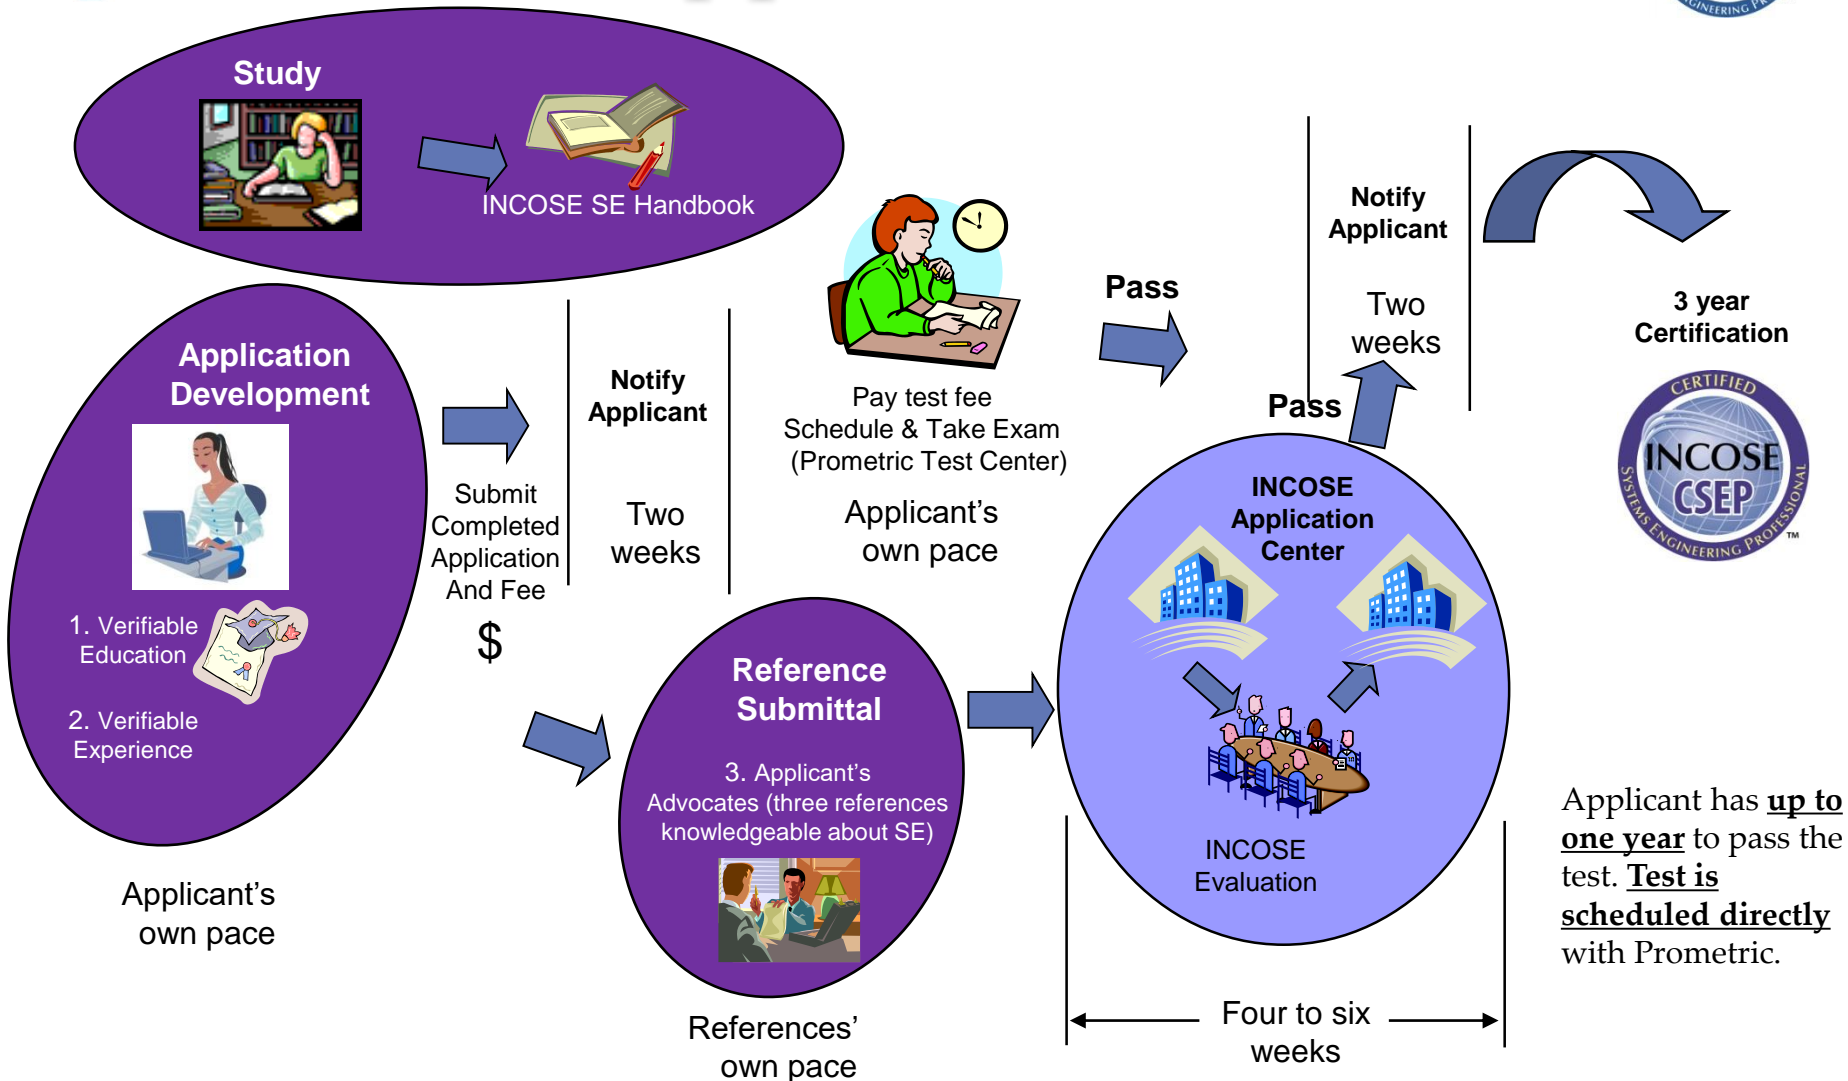 Study
INCOSE SE Handbook
Application
Development
1. Verifiable
Education
2. Verifiable
Experience
Applicant's
own pace
Submit
Completed
Application
And Fee
$
Notify
Applicant
Two
weeks
Pay test fee
Schedule & Take Exam
(Prometric Test Center)
Applicant's
own pace
Reference
Submittal
3. Applicant's
Advocates (three references
knowledgeable about SE)
References'
own pace
Pass
Pass
INCOSE
Application
Center
INCOSE
Evaluation
Four to six
weeks
Notify
Applicant
Two
weeks
3 year
Certification
CERTIFIED
INCOSE
CSEP
SYSTEMS ENGINEERING PROFESSIONAL
TM
Applicant has up to
one year to pass the
test. Test is
scheduled directly
with Prometric.